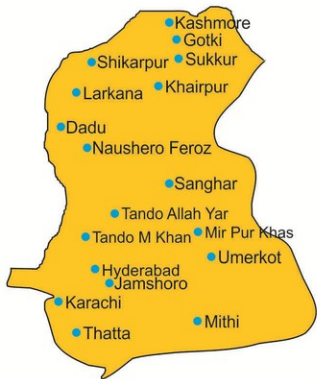 Kashmore
Gotki
Shikarpur
Sukkur
Larkana
Khairpur
Dadu
Naushero Feroz
Sanghar
Tando Allah Yar
Tando M Khan
Mir Pur Khas
Umerkot
Hyderabad
Jamshoro
Karachi
Mithi
Thatta